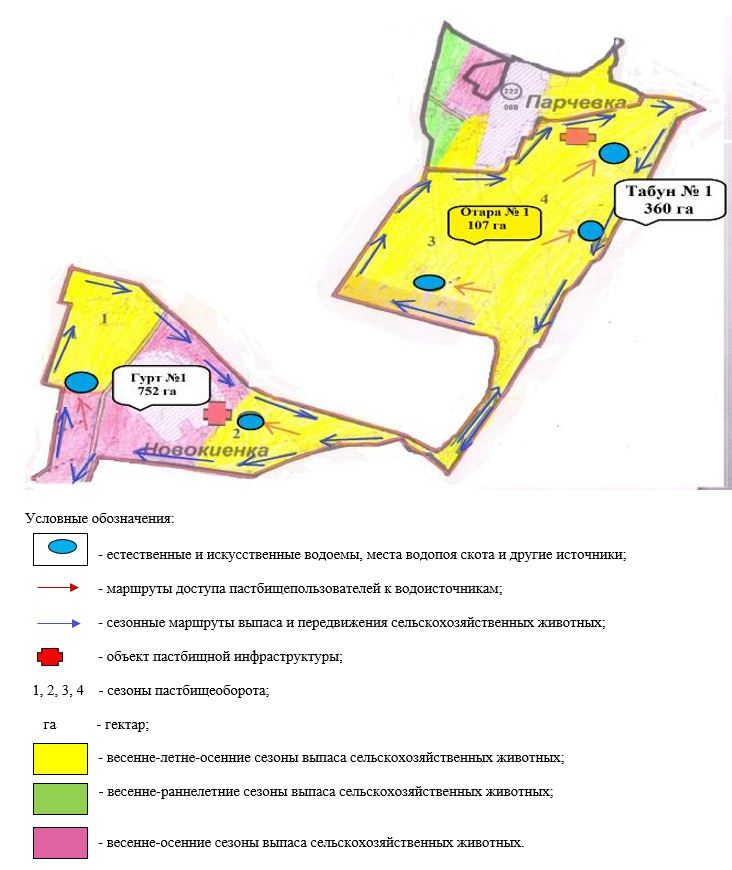 222
068
Парчевка
Табун № 1
360 га
Отара № 1
107 га
4
3
1
Гурт №1
752 га
2
Новокиенка
Условные обозначения:
- естественные и искусственные водоемы, места водопоя скота и другие источники;
- маршруты доступа пастбищепользователей к водоисточникам;
- сезонные маршруты выпаса и передвижения сельскохозяйственных животных;
- объект пастбищной инфраструктуры;
1, 2, 3, 4 - сезоны пастбищеоборота;
га - гектар;
- весенне-летне-осенние сезоны выпаса сельскохозяйственных животных;
- весенне-раннелетние сезоны выпаса сельскохозяйственных животных;
- весенне-осенние сезоны выпаса сельскохозяйственных животных.